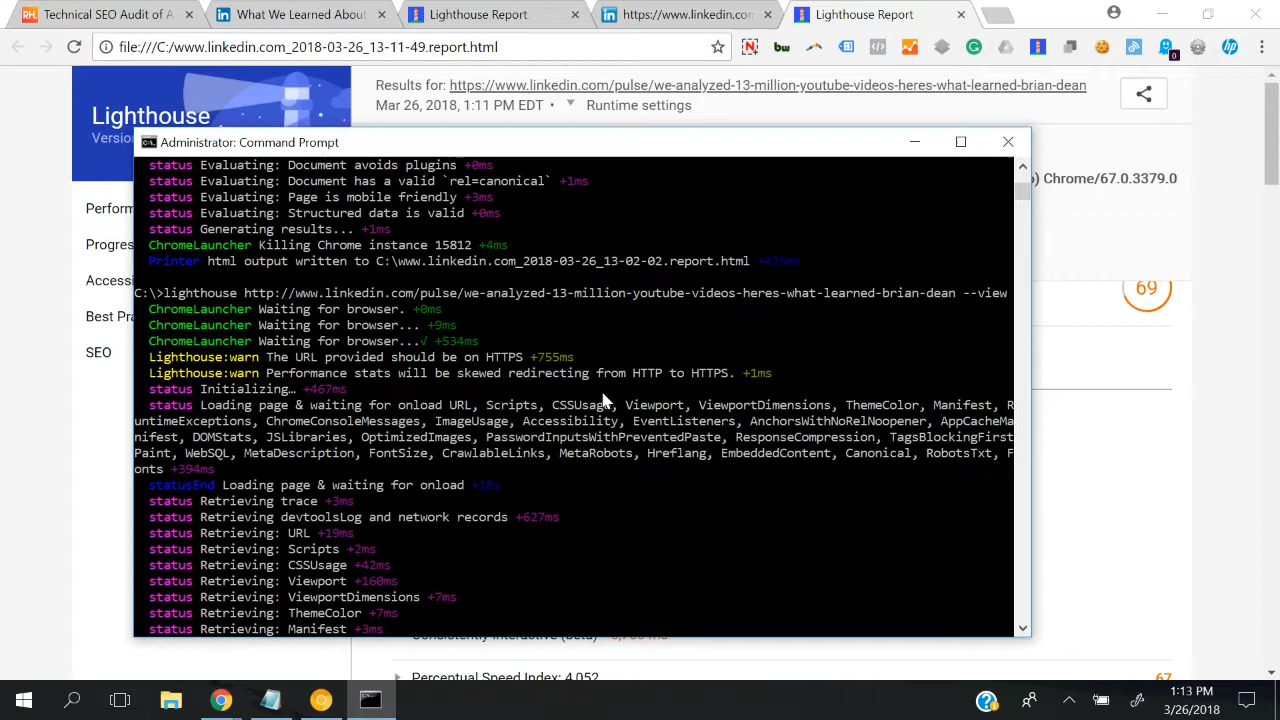 Technical SEO Audit of A
What We Learned About
Lighthouse Report
https://www.linkedin.com
Lighthouse Report
file:///C:/www.linkedin.com_2018-03-26_13-11-49.report.html
Results for: https://www.linkedin.com/pulse/we-analyzed-13-million-youtube-videos-heres-what-learned-brian-dean
Mar 26, 2018, 1:11 PM EDT • Runtime settings
Lighthouse
Version
) Chrome/67.0.3379.0
Perform
Progres
Accessi
Best Pra
SEO
69
Administrator: Command Prompt
status Evaluating: Document avoids plugins +0ms
status Evaluating: Document has a valid `rel=canonical` +1ms
status Evaluating: Page is mobile friendly +3ms
status Evaluating: Structured data is valid +0ms
status Generating results... +1ms
ChromeLauncher Killing Chrome instance 15812 +4ms
Printer html output written to C:\www.linkedin.com_2018-03-26_13-02-02.report.html +415ms
C:\>lighthouse http://www.linkedin.com/pulse/we-analyzed-13-million-youtube-videos-heres-what-learned-brian-dean --view
ChromeLauncher Waiting for browser. +0ms
ChromeLauncher Waiting for browser... +9ms
ChromeLauncher Waiting for browser...√ +534ms
Lighthouse:warn The URL provided should be on HTTPS +755ms
Lighthouse:warn Performance stats will be skewed redirecting from HTTP to HTTPS. +1ms
status Initializing… +467ms
status Loading page & waiting for onload URL, Scripts, CSSUsage, Viewport, ViewportDimensions, ThemeColor, Manifest, R
untimeExceptions, ChromeConsoleMessages, ImageUsage, Accessibility, EventListeners, AnchorsWithNoRelNoopener, AppCacheMa
nifest, DOMStats, JSLibraries, OptimizedImages, PasswordInputsWithPreventedPaste, ResponseCompression, TagsBlockingFirst
Paint, WebSQL, MetaDescription, FontSize, CrawlableLinks, MetaRobots, Hreflang, EmbeddedContent, Canonical, RobotsTxt, F
onts +394ms
statusEnd Loading page & waiting for onload +18s
status Retrieving trace +3ms
status Retrieving devtoolsLog and network records +627ms
status Retrieving: URL +19ms
status Retrieving: Scripts +2ms
status Retrieving: CSSUsage +42ms
status Retrieving: Viewport +160ms
status Retrieving: ViewportDimensions +7ms
status Retrieving: ThemeColor +7ms
status Retrieving: Manifest +3ms
Consistently Interactive (beta)
Perceptual Speed Index: 4,052
67
1:13 PM
3/26/2018